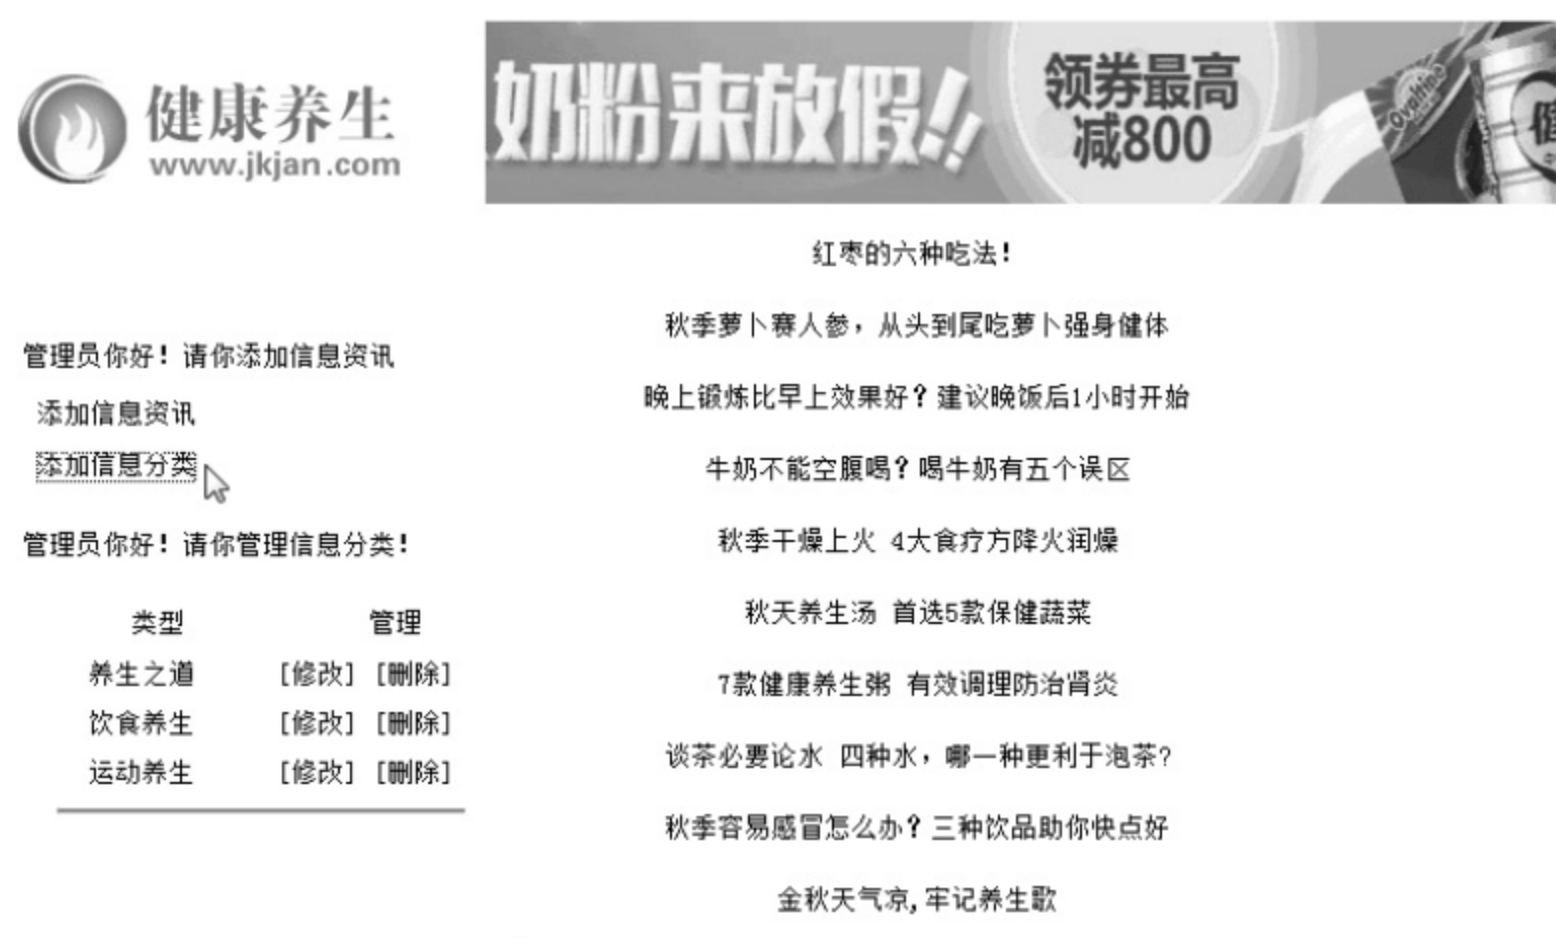 健康养生
www.jkjan.com
奶粉来放假!!
领券最高
减800
Ovaltine
管理员你好！请你添加信息资讯
添加信息资讯
添加信息分类
管理员你好！请你管理信息分类！
类型 管理
养生之道 [修改] [删除]
饮食养生 [修改] [删除]
运动养生 [修改] [删除]
红枣的六种吃法！
秋季萝卜赛人参，从头到尾吃萝卜强身健体
晚上锻炼比早上效果好？建议晚饭后1小时开始
牛奶不能空腹喝？喝牛奶有五个误区
秋季干燥上火 4大食疗方降火润燥
秋天养生汤 首选5款保健蔬菜
7款健康养生粥 有效调理防治肾炎
谈茶必要论水 四种水，哪一种更利于泡茶?
秋季容易感冒怎么办？三种饮品助你快点好
金秋天气凉,牢记养生歌